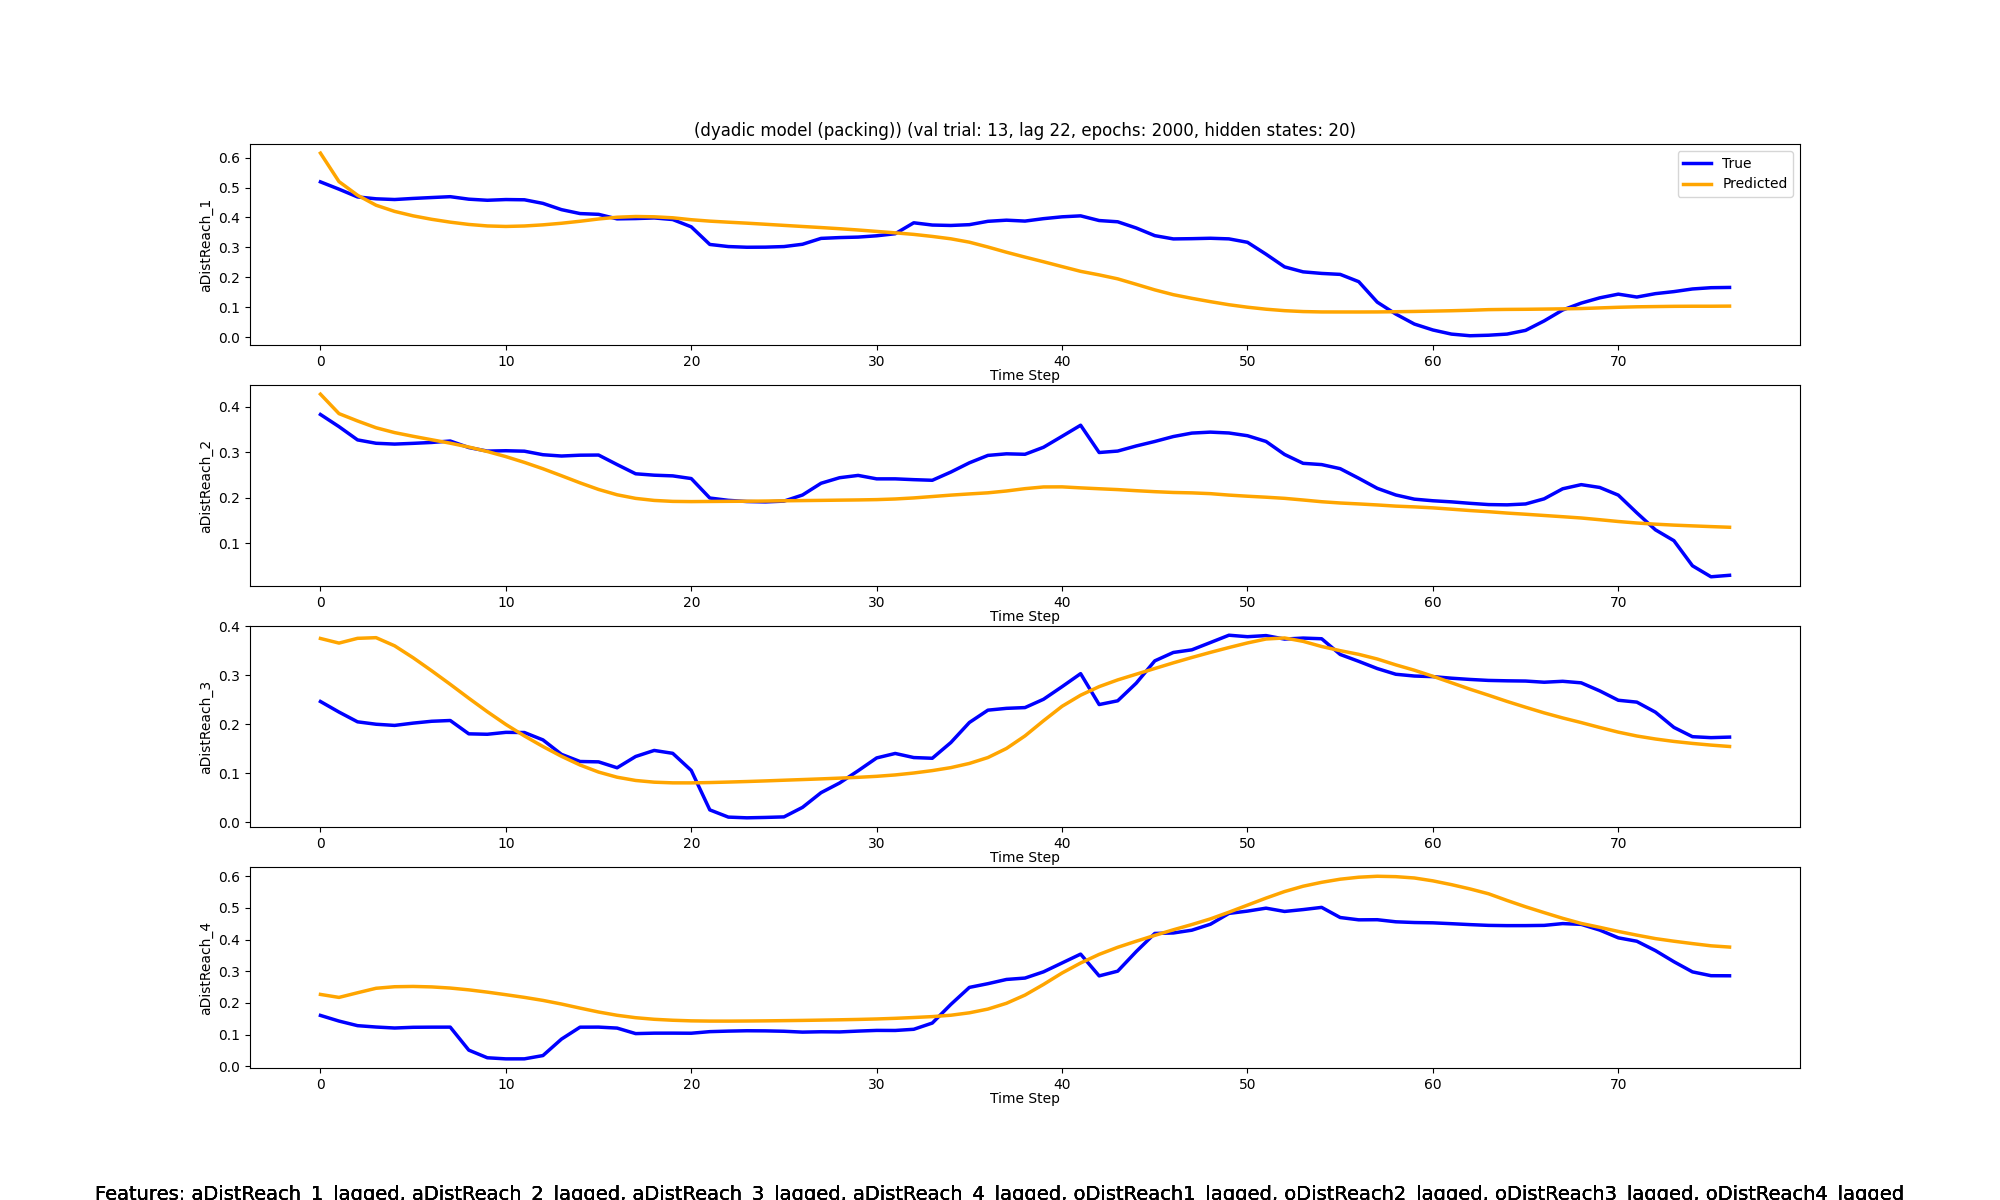 (dyadic model (packing)) (val trial: 13, lag 22, epochs: 2000, hidden states: 20)
True
Predicted
aDistReach_1
0.6
0.5
0.4
0.3
0.2
0.1
0.0
0 10 20 30 40 50 60 70
Time Step
aDistReach_2
0.4
0.3
0.2
0.1
0 10 20 30 40 50 60 70
Time Step
aDistReach_3
0.4
0.3
0.2
0.1
0.0
0 10 20 30 40 50 60 70
Time Step
aDistReach_4
0.6
0.5
0.4
0.3
0.2
0.1
0.0
0 10 20 30 40 50 60 70
Time Step
Features: aDistReach_1_lagged, aDistReach_2_lagged, aDistReach_3_lagged, aDistReach_4_lagged, oDistReach1_lagged, oDistReach2_lagged, oDistReach3_lagged, oDistReach4_lagged